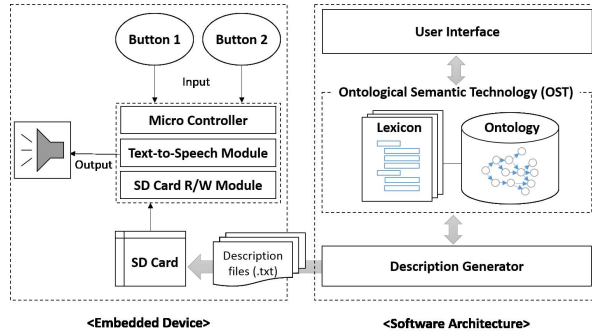 Button 1
Button 2
Input
Micro Controller
Text-to-Speech Module
SD Card R/W Module
Output
SD Card
Description
files (.txt)
<Embedded Device>
User Interface
Ontological Semantic Technology (OST)
Lexicon
Ontology
Description Generator
<Software Architecture>